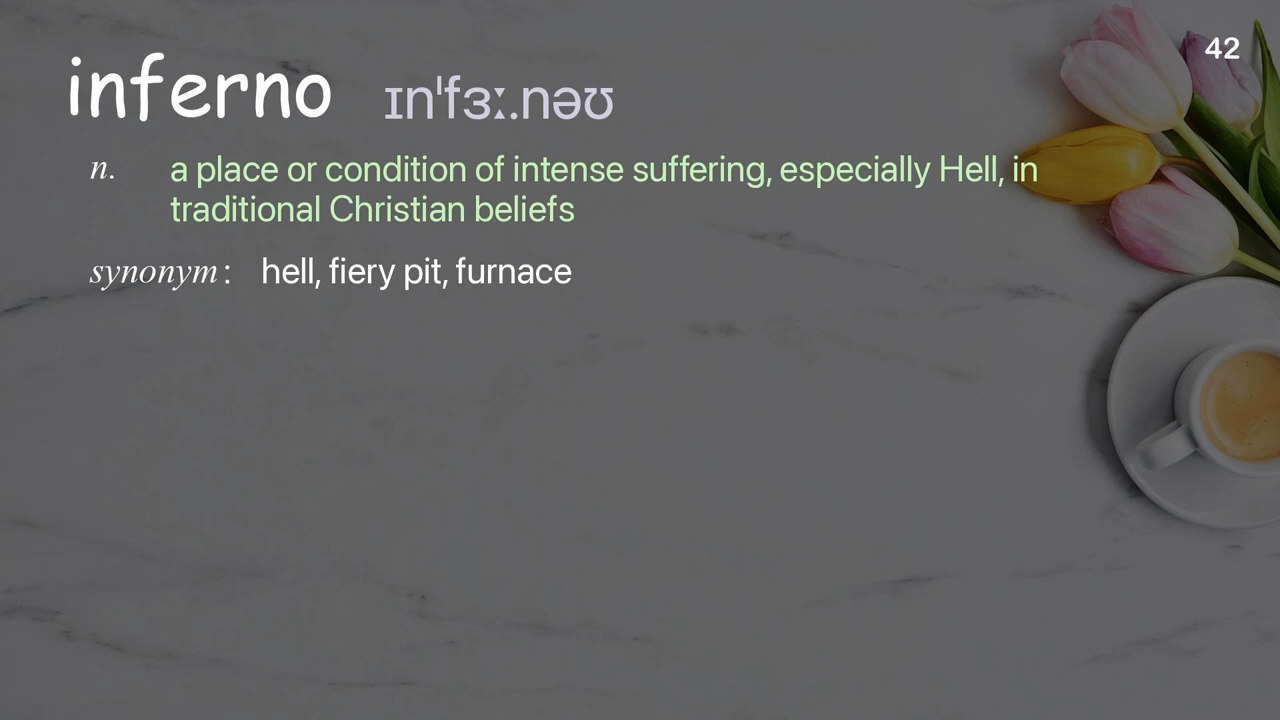 42
inferno ɪnˈfɜː.nəʊ
n. a place or condition of intense suffering, especially Hell, in
traditional Christian beliefs
synonym: hell, fiery pit, furnace